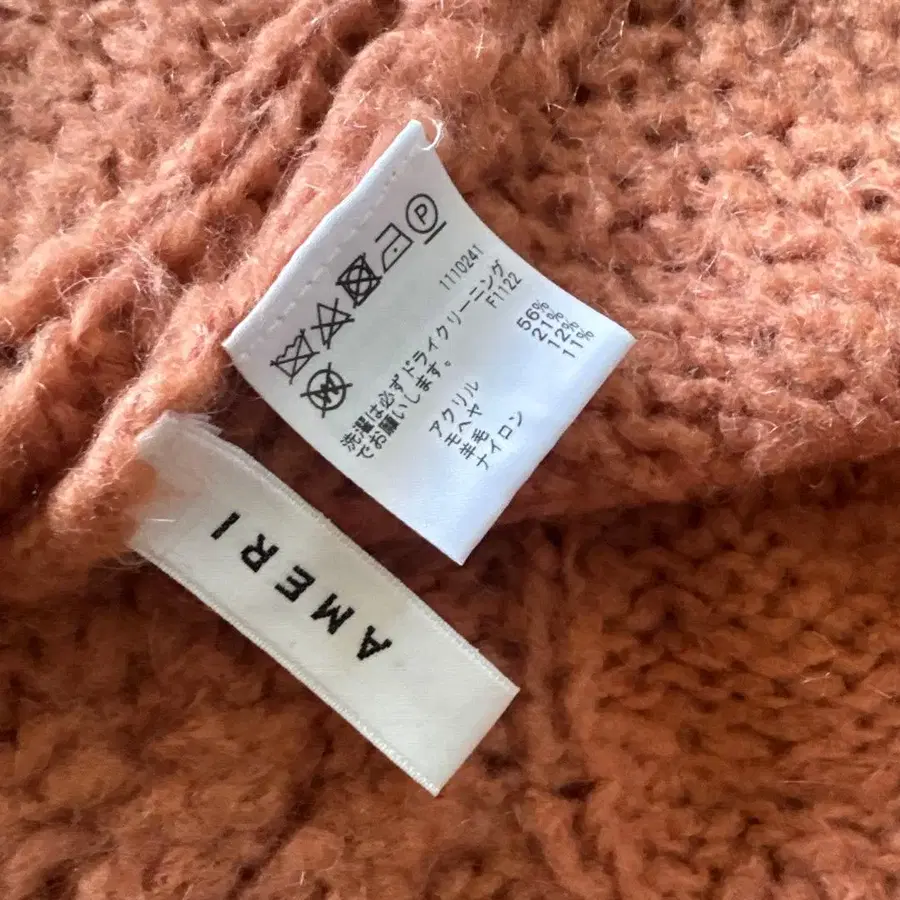 P
1110241
洗濯は必ずドライクリーニング
でお願いします。
F1122
アクリル 56%
モヘヤ 21%
羊毛 12%
ナイロン 11%
AMERI